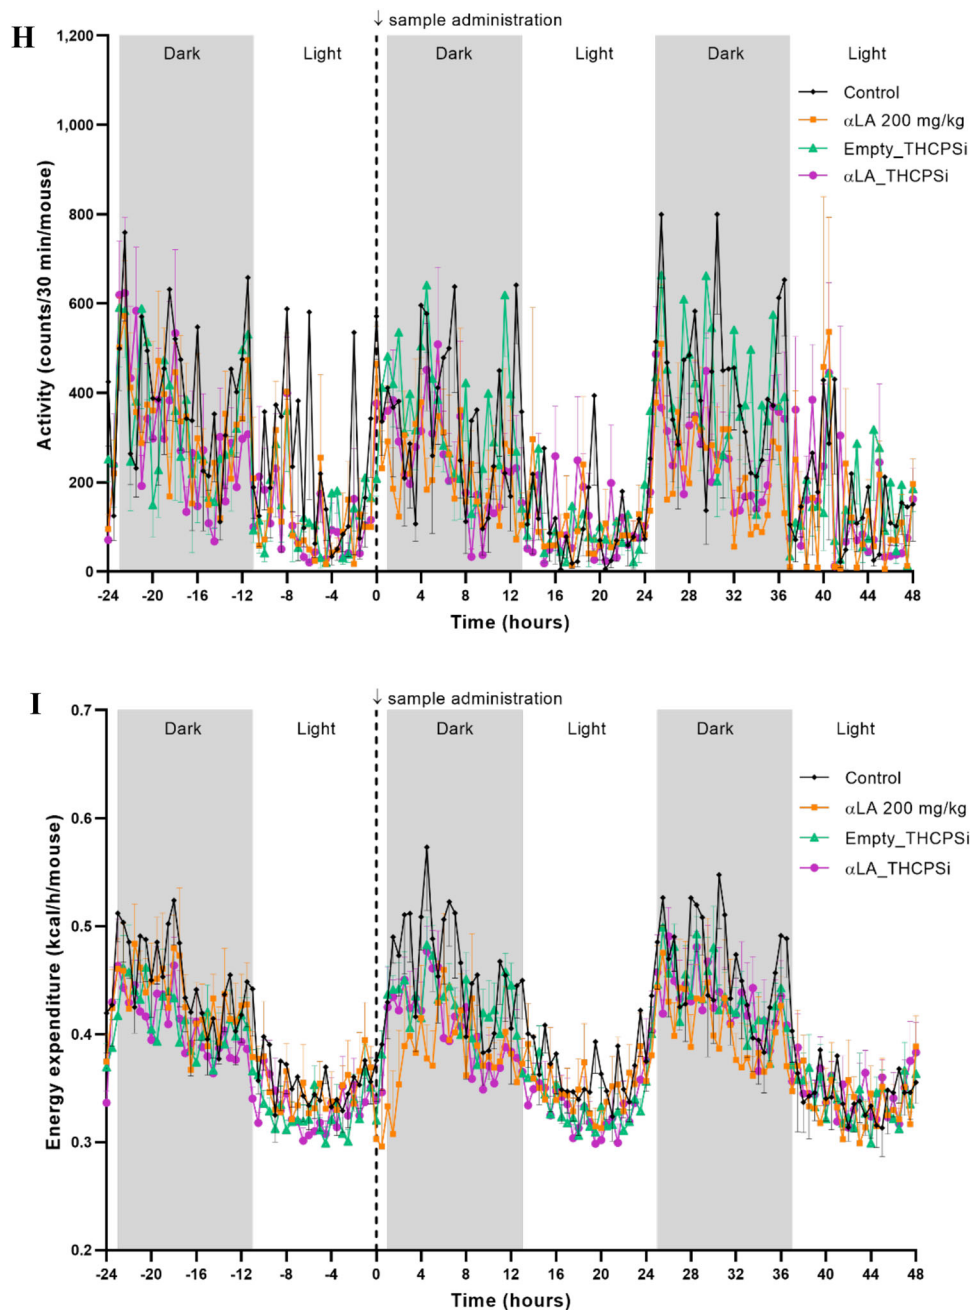 H
↓ sample administration
Dark
Light
Dark
Light
Dark
Light
Control
αLA 200 mg/kg
Empty_THCPSi
αLA_THCPSi
Activity (counts/30 min/mouse)
1,200
1,000
800
600
400
200
0
-24 -20 -16 -12 -8 -4 0 4 8 12 16 20 24 28 32 36 40 44 48
Time (hours)
I
↓ sample administration
Dark
Light
Dark
Light
Dark
Light
Control
αLA 200 mg/kg
Empty_THCPSi
αLA_THCPSi
Energy expenditure (kcal/h/mouse)
0.7
0.6
0.5
0.4
0.3
0.2
-24 -20 -16 -12 -8 -4 0 4 8 12 16 20 24 28 32 36 40 44 48
Time (hours)